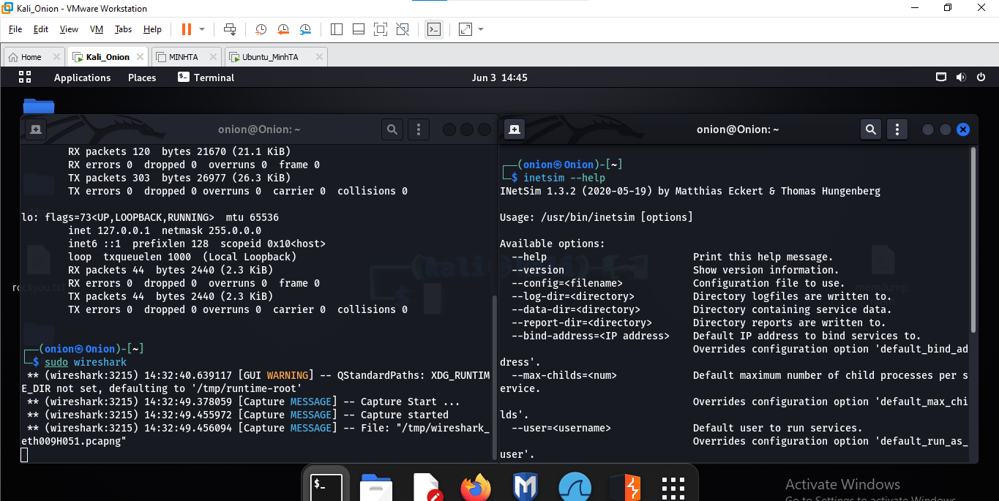 Kali_Onion - VMware Workstation
File Edit View VM Tabs Help
Home Kali_Onion MINHTA Ubuntu_MinhTA
Applications Places Terminal Jun 3 14:45
onion@Onion: ~
RX packets 120 bytes 21670 (21.1 KiB)
RX errors 0 dropped 0 overruns 0 frame 0
TX packets 303 bytes 26977 (26.3 KiB)
TX errors 0 dropped 0 overruns 0 carrier 0 collisions 0
lo: flags=73<UP,LOOPBACK,RUNNING> mtu 65536
inet 127.0.0.1 netmask 255.0.0.0
inet6 ::1 prefixlen 128 scopeid 0x10<host>
loop txqueuelen 1000 (Local Loopback)
RX packets 44 bytes 2440 (2.3 KiB)
RX errors 0 dropped 0 overruns 0 frame 0
TX packets 44 bytes 2440 (2.3 KiB)
TX errors 0 dropped 0 overruns 0 carrier 0 collisions 0
(onion㉿Onion)-[~]
$ sudo wireshark
** (wireshark:3215) 14:32:40.639117 [GUI WARNING] -- QStandardPaths: XDG_RUNTIM
E_DIR not set, defaulting to '/tmp/runtime-root'
** (wireshark:3215) 14:32:49.378059 [Capture MESSAGE] -- Capture Start ...
** (wireshark:3215) 14:32:49.455972 [Capture MESSAGE] -- Capture started
** (wireshark:3215) 14:32:49.456094 [Capture MESSAGE] -- File: "/tmp/wireshark_
eth009H051.pcapng"
onion@Onion: ~
(onion㉿Onion)-[~]
$ inetsim --help
INetSim 1.3.2 (2020-05-19) by Matthias Eckert & Thomas Hungenberg
Usage: /usr/bin/inetsim [options]
Available options:
--help Print this help message.
--version Show version information.
--config=<filename> Configuration file to use.
--log-dir=<directory> Directory logfiles are written to.
--data-dir=<directory> Directory containing service data.
--report-dir=<directory> Directory reports are written to.
--bind-address=<IP address> Default IP address to bind services to.
Overrides configuration option 'default_bind_ad
dress'.
--max-childs=<num> Default maximum number of child processes per s
ervice.
Overrides configuration option 'default_max_chi
lds'.
--user=<username> Default user to run services.
Overrides configuration option 'default_run_as_
user'.
rockyou.txt
memdump.
Activate Windows
Go to Settings to activate Windows.